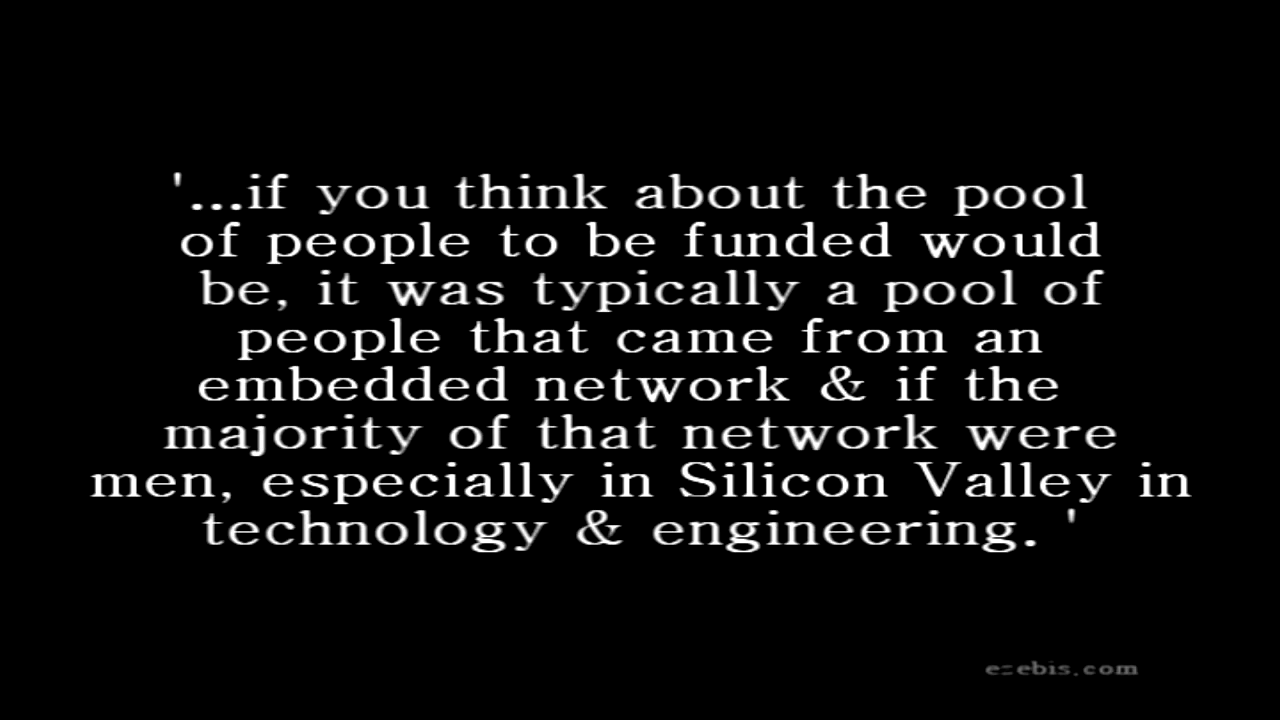 '...if you think about the pool
of people to be funded would
be, it was typically a pool of
people that came from an
embedded network & if the
majority of that network were
men, especially in Silicon Valley in
technology & engineering. '